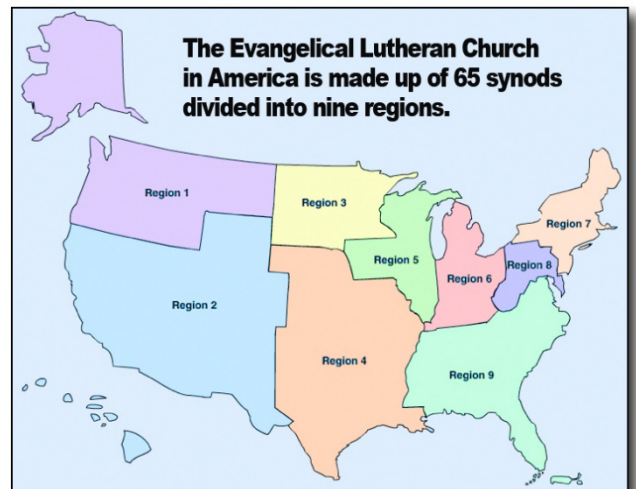 The Evangelical Lutheran Church
in America is made up of 65 synods
divided into nine regions.
Region 1
Region 3
Region 7
Region 5
Region 8
Region 6
Region 2
Region 4
Region 9